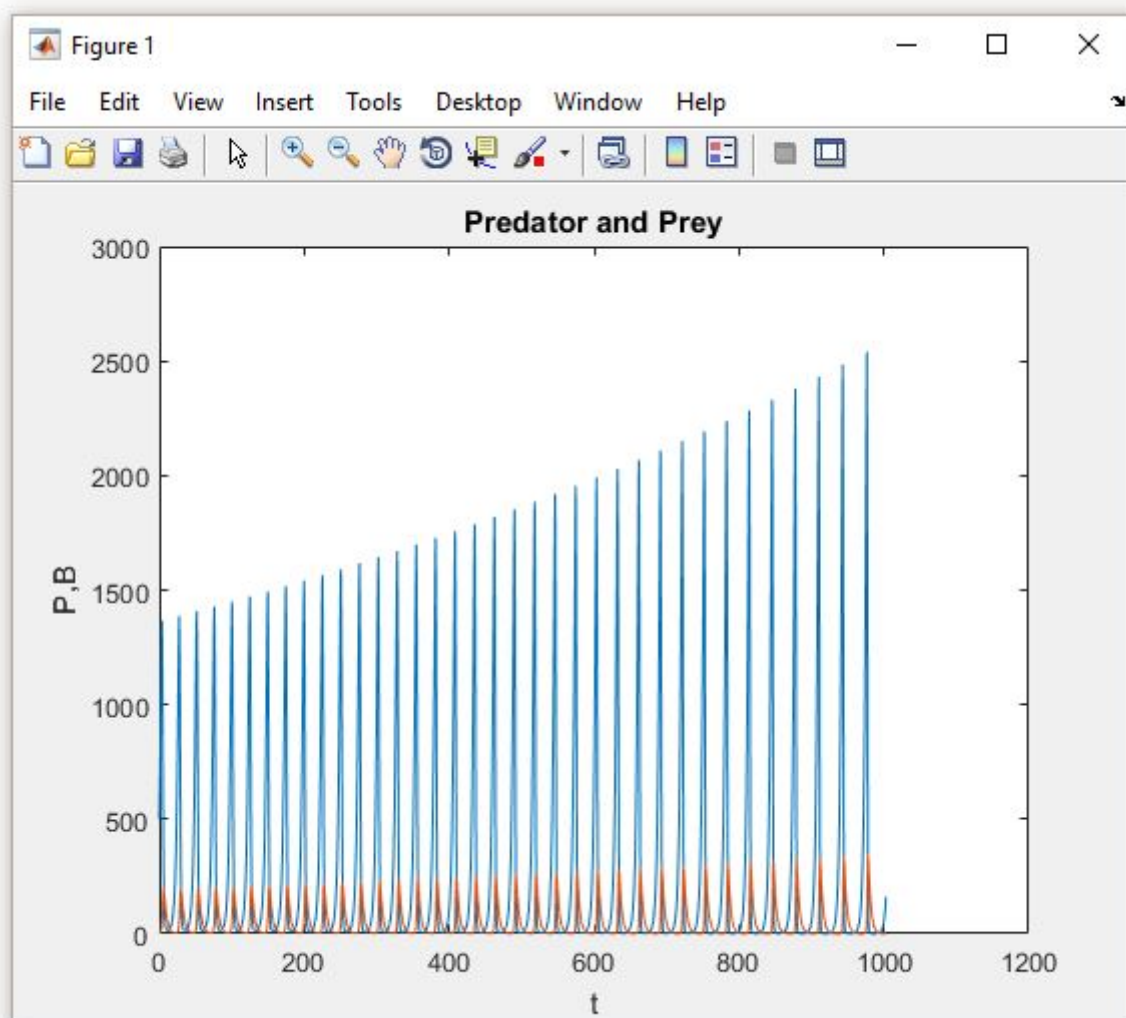 Figure 1
File Edit View Insert Tools Desktop Window Help
Predator and Prey
3000
2500
2000
1500
1000
500
0
P,B
0 200 400 600 800 1000 1200
t